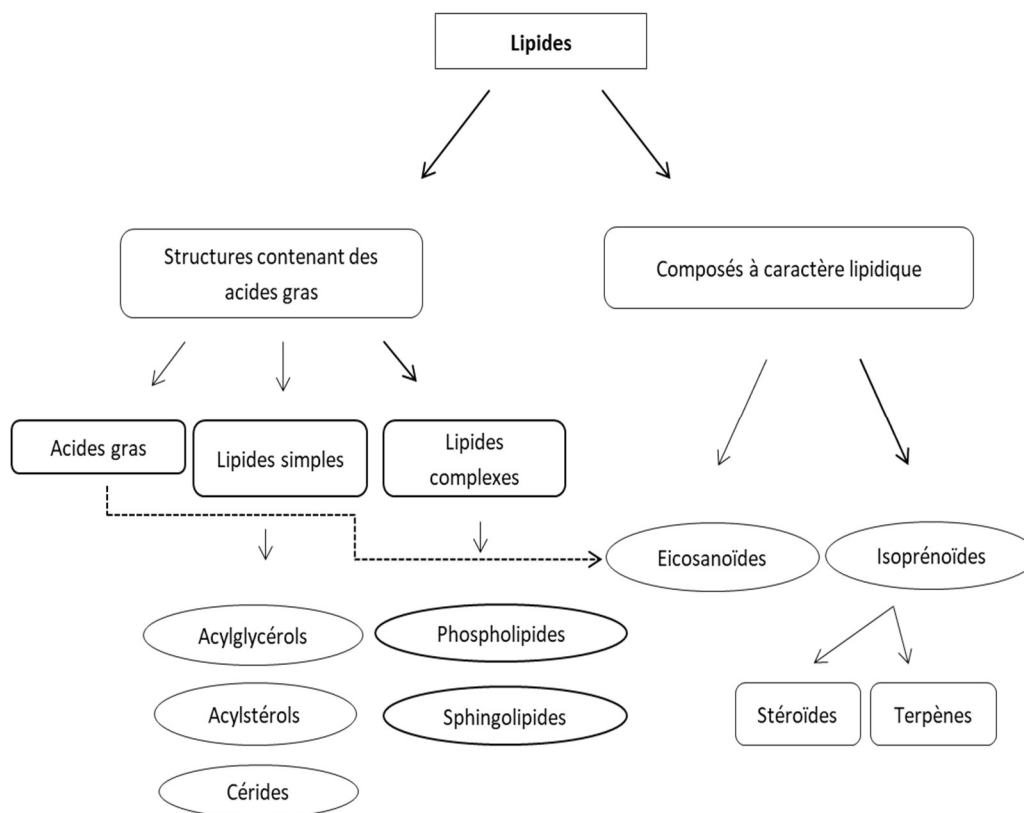 Lipides
Structures contenant des
acides gras
Composés à caractère lipidique
Acides gras
Lipides simples
Lipides
complexes
Eicosanoïdes
Isoprénoïdes
Acylglycérols
Phospholipides
Acylstérols
Sphingolipides
Stéroïdes
Terpènes
Cérides